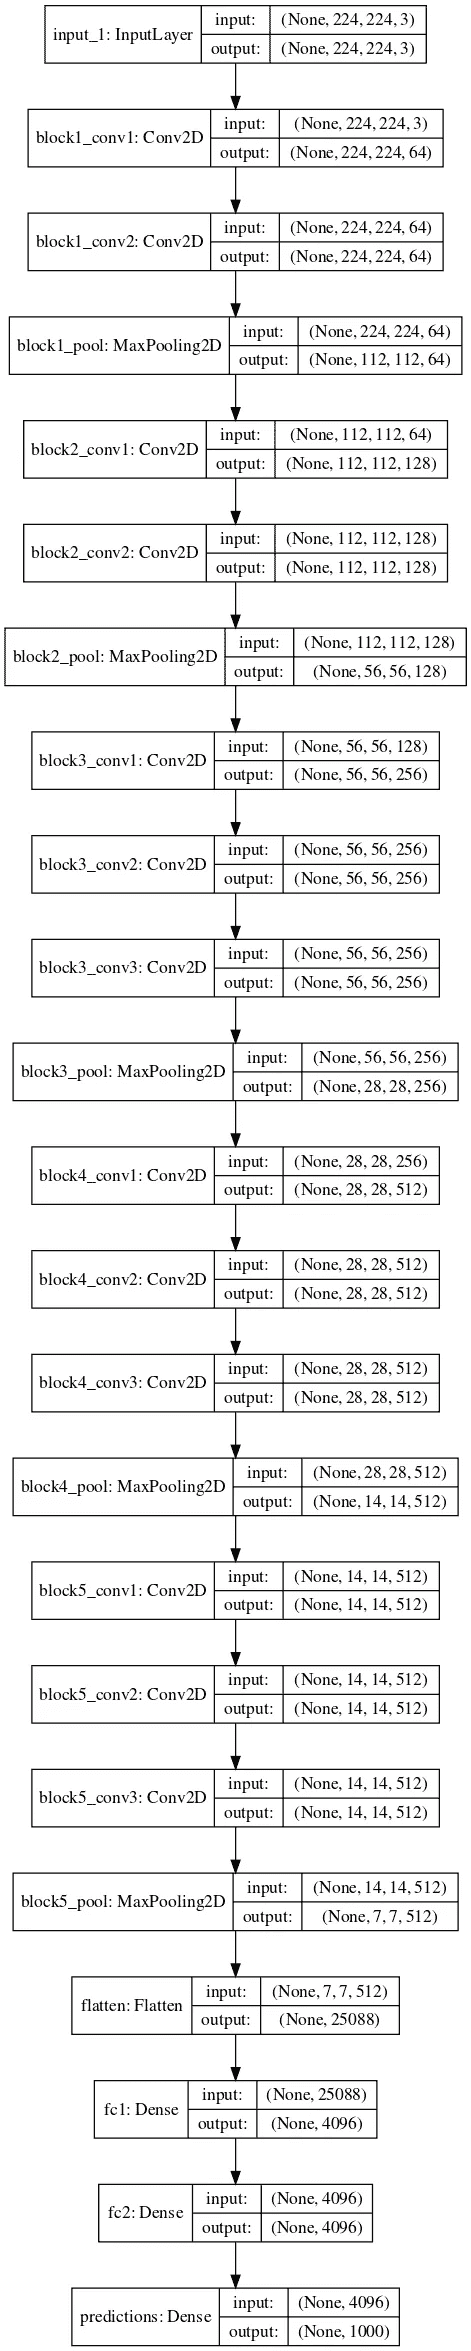 input_1: InputLayer
input: (None, 224, 224, 3)
output: (None, 224, 224, 3)
block1_conv1: Conv2D
input: (None, 224, 224, 3)
output: (None, 224, 224, 64)
block1_conv2: Conv2D
input: (None, 224, 224, 64)
output: (None, 224, 224, 64)
block1_pool: MaxPooling2D
input: (None, 224, 224, 64)
output: (None, 112, 112, 64)
block2_conv1: Conv2D
input: (None, 112, 112, 64)
output: (None, 112, 112, 128)
block2_conv2: Conv2D
input: (None, 112, 112, 128)
output: (None, 112, 112, 128)
block2_pool: MaxPooling2D
input: (None, 112, 112, 128)
output: (None, 56, 56, 128)
block3_conv1: Conv2D
input: (None, 56, 56, 128)
output: (None, 56, 56, 256)
block3_conv2: Conv2D
input: (None, 56, 56, 256)
output: (None, 56, 56, 256)
block3_conv3: Conv2D
input: (None, 56, 56, 256)
output: (None, 56, 56, 256)
block3_pool: MaxPooling2D
input: (None, 56, 56, 256)
output: (None, 28, 28, 256)
block4_conv1: Conv2D
input: (None, 28, 28, 256)
output: (None, 28, 28, 512)
block4_conv2: Conv2D
input: (None, 28, 28, 512)
output: (None, 28, 28, 512)
block4_conv3: Conv2D
input: (None, 28, 28, 512)
output: (None, 28, 28, 512)
block4_pool: MaxPooling2D
input: (None, 28, 28, 512)
output: (None, 14, 14, 512)
block5_conv1: Conv2D
input: (None, 14, 14, 512)
output: (None, 14, 14, 512)
block5_conv2: Conv2D
input: (None, 14, 14, 512)
output: (None, 14, 14, 512)
block5_conv3: Conv2D
input: (None, 14, 14, 512)
output: (None, 14, 14, 512)
block5_pool: MaxPooling2D
input: (None, 14, 14, 512)
output: (None, 7, 7, 512)
flatten: Flatten
input: (None, 7, 7, 512)
output: (None, 25088)
fc1: Dense
input: (None, 25088)
output: (None, 4096)
fc2: Dense
input: (None, 4096)
output: (None, 4096)
predictions: Dense
input: (None, 4096)
output: (None, 1000)